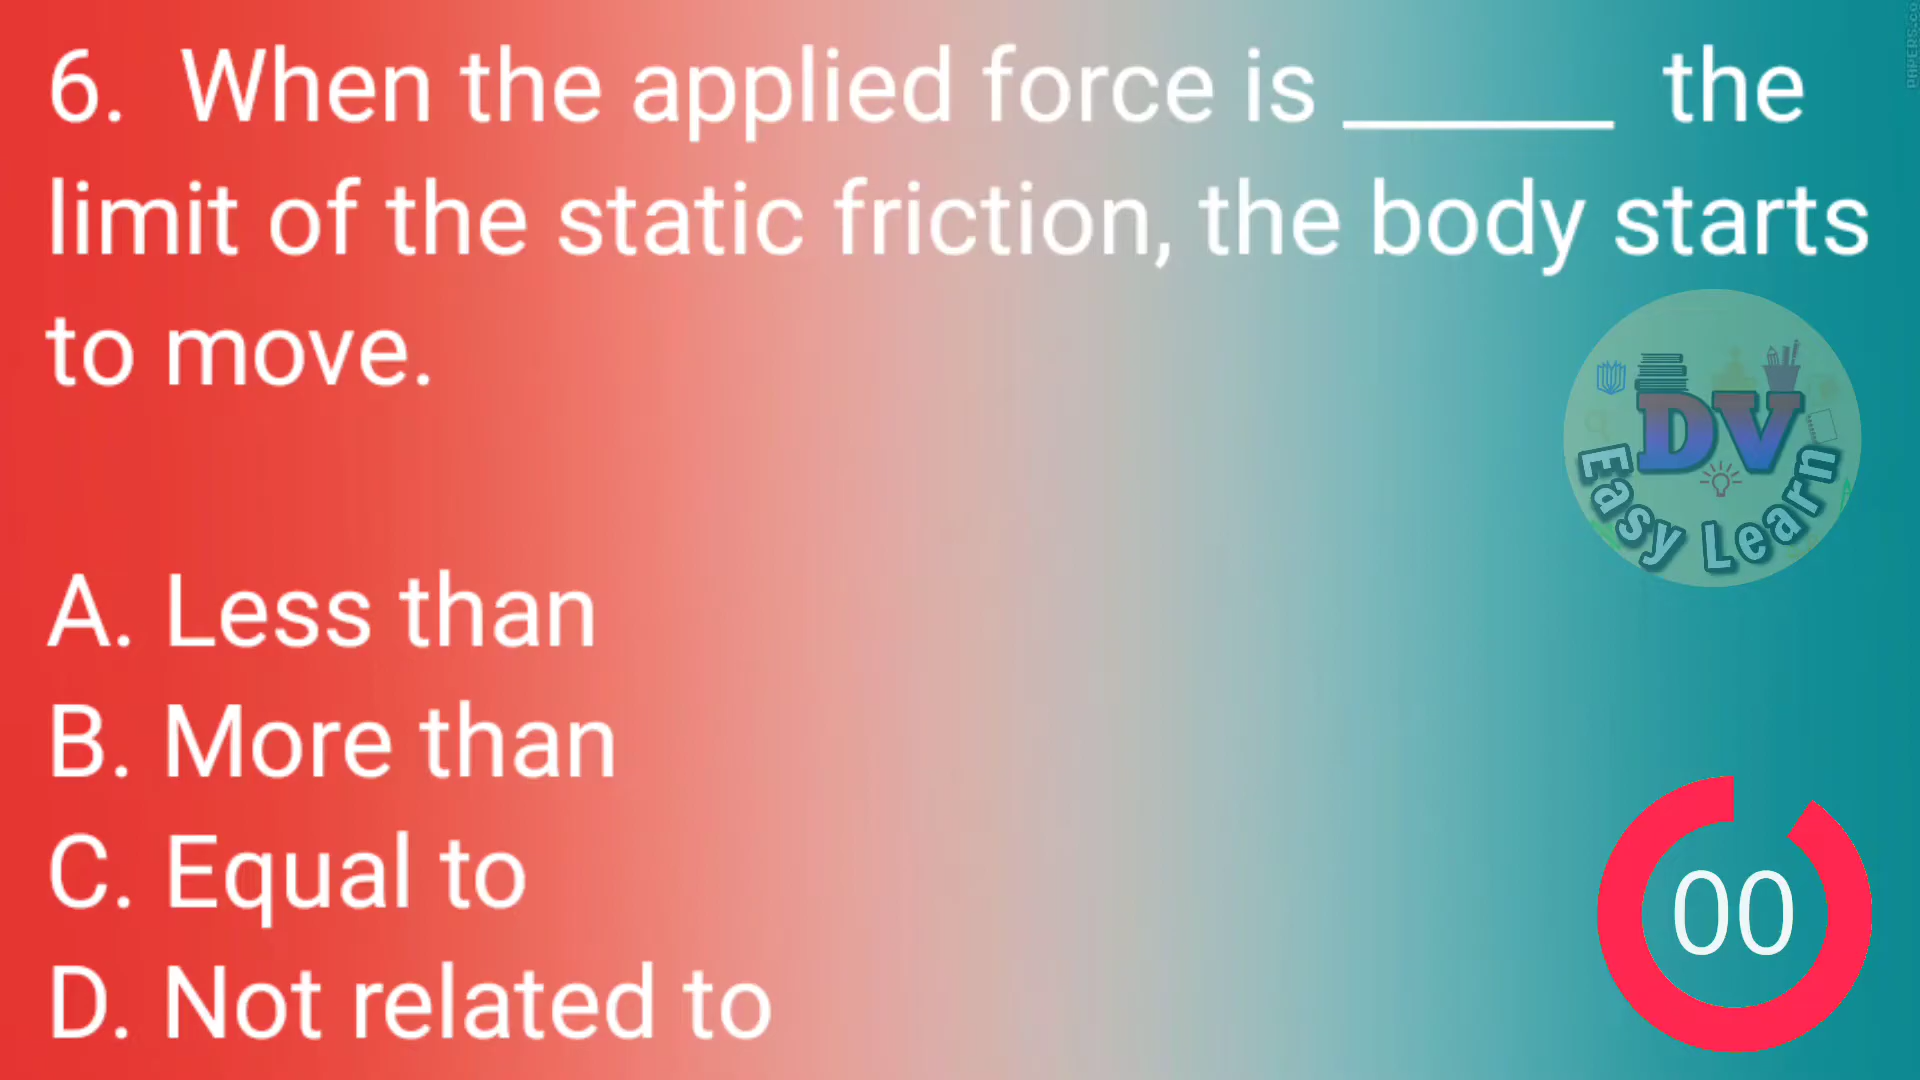 6. When the applied force is ______ the
limit of the static friction, the body starts
to move.
DV
Easy Learn
A. Less than
B. More than
C. Equal to
D. Not related to
00